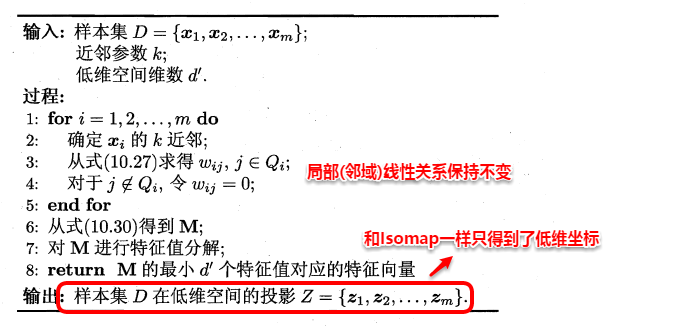 输入: 样本集 D = {x₁, x₂, . . . , xₘ};
近邻参数 k;
低维空间维数 d′.
过程:
1: for i = 1, 2, . . . , m do
2: 确定 xᵢ 的 k 近邻;
3: 从式(10.27)求得 wᵢⱼ, j ∈ Qᵢ;
局部(邻域)线性关系保持不变
4: 对于 j ∉ Qᵢ, 令 wᵢⱼ = 0;
5: end for
6: 从式(10.30)得到 M;
和Isomap一样只得到了低维坐标
7: 对 M 进行特征值分解;
8: return M 的最小 d′ 个特征值对应的特征向量
输出: 样本集 D 在低维空间的投影 Z = {z₁, z₂, . . . , zₘ}.